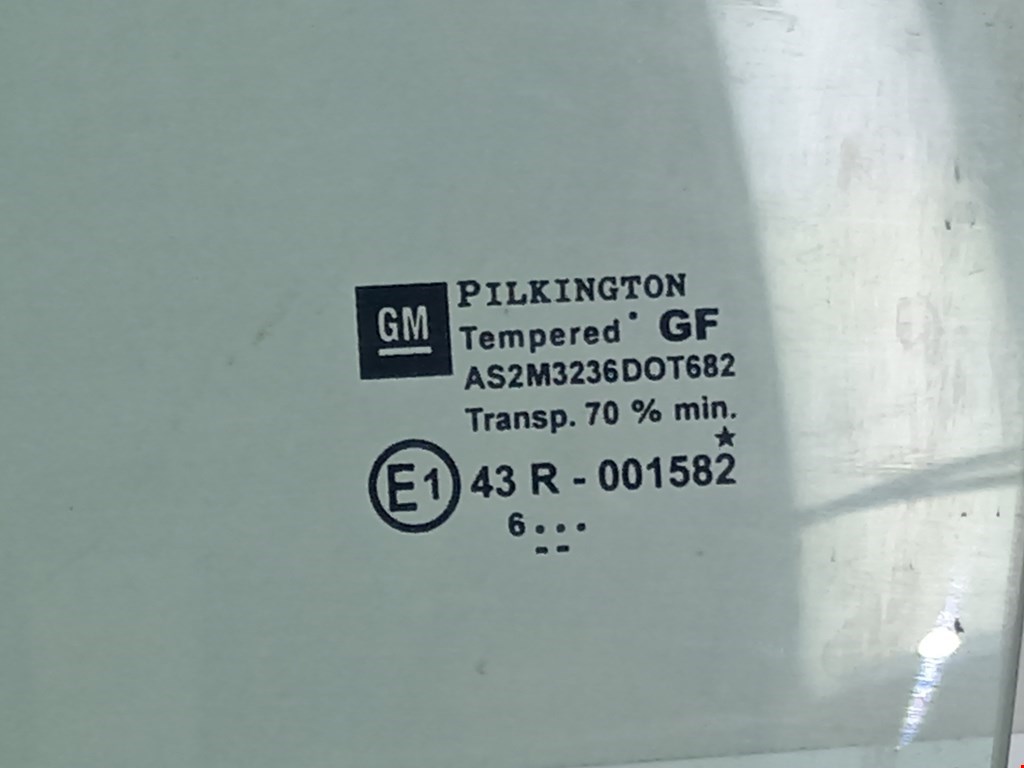 GM
PILKINGTON
Tempered • GF
AS2M3236DOT682
Transp. 70 % min.
★
E1 43 R - 001582
6...
--